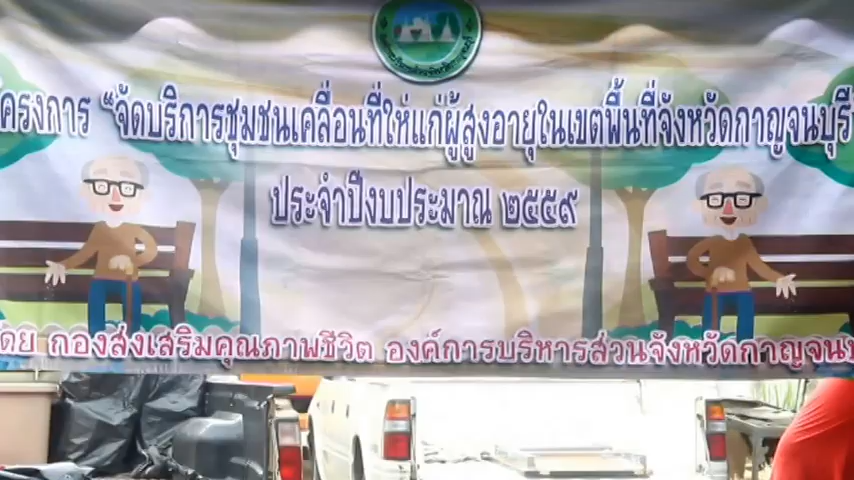 โครงการ "จัดบริการชุมชนเคลื่อนที่ให้แก่ผู้สูงอายุในเขตพื้นที่จังหวัดกาญจนบุรี
ประจำปีงบประมาณ ๒๕๕๙
โดย กองส่งเสริมคุณภาพชีวิต องค์การบริหารส่วนจังหวัดกาญจนบ